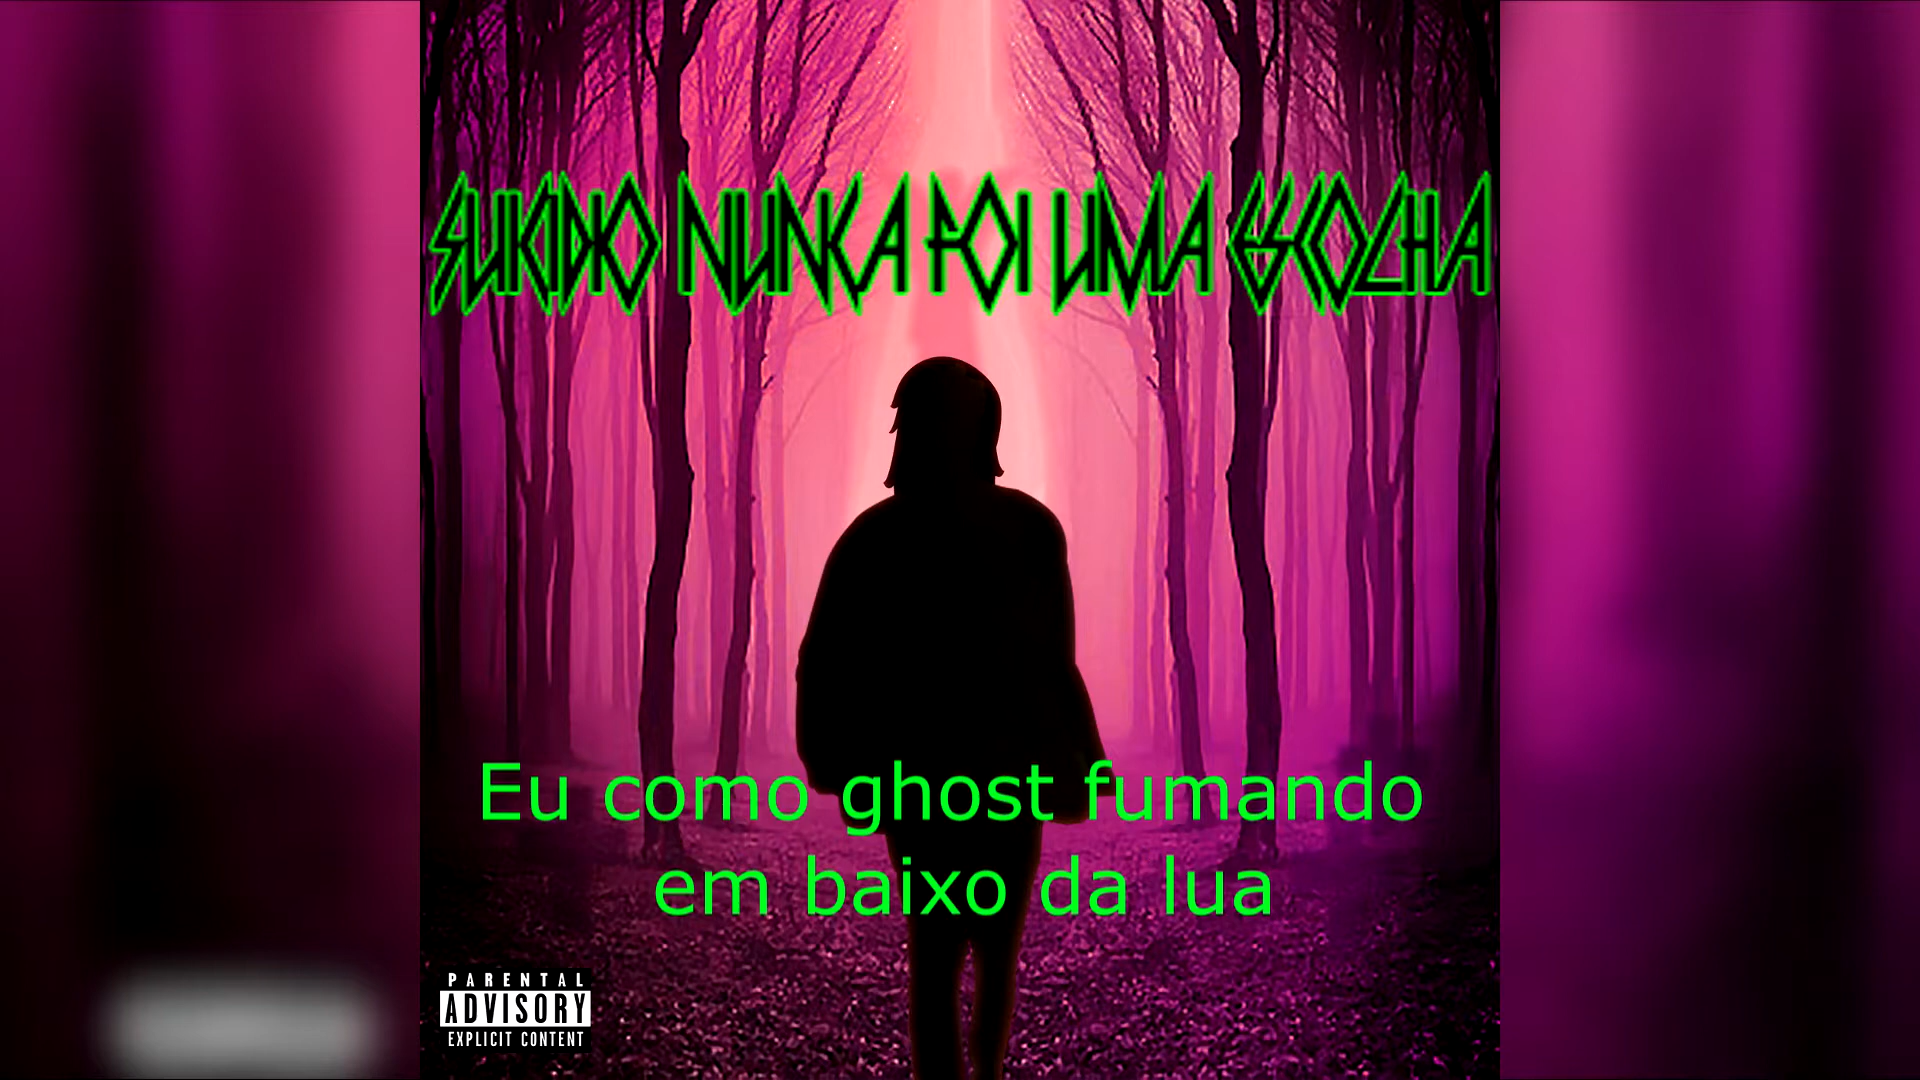 SUICIDIO NUNCA FOI UMA ESCOLHA
Eu como ghost fumando
em baixo da lua
PARENTAL
ADVISORY
EXPLICIT CONTENT